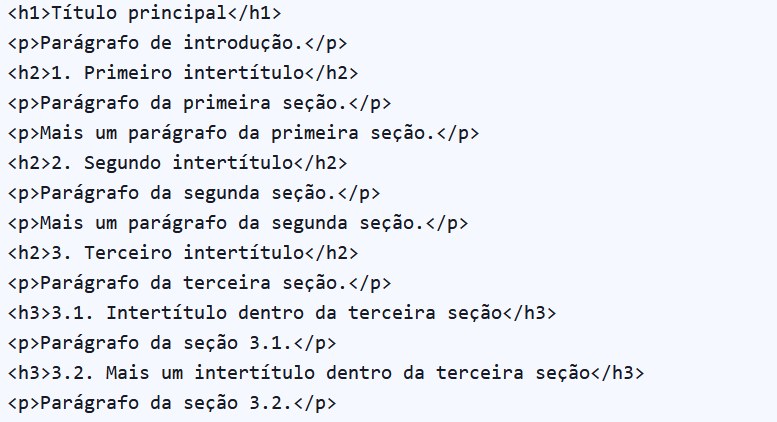 <h1>Título principal</h1>
<p>Parágrafo de introdução.</p>
<h2>1. Primeiro intertítulo</h2>
<p>Parágrafo da primeira seção.</p>
<p>Mais um parágrafo da primeira seção.</p>
<h2>2. Segundo intertítulo</h2>
<p>Parágrafo da segunda seção.</p>
<p>Mais um parágrafo da segunda seção.</p>
<h2>3. Terceiro intertítulo</h2>
<p>Parágrafo da terceira seção.</p>
<h3>3.1. Intertítulo dentro da terceira seção</h3>
<p>Parágrafo da seção 3.1.</p>
<h3>3.2. Mais um intertítulo dentro da terceira seção</h3>
<p>Parágrafo da seção 3.2.</p>